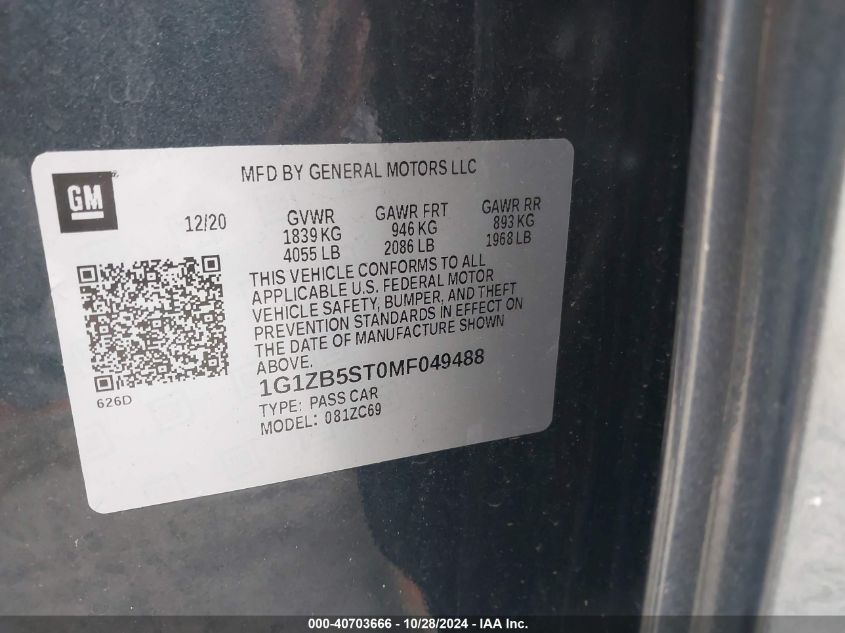 MFD BY GENERAL MOTORS LLC
GM
12/20
GVWR
1839 KG
4055 LB
GAWR FRT
946 KG
2086 LB
GAWR RR
893 KG
1968 LB
THIS VEHICLE CONFORMS TO ALL
APPLICABLE U.S. FEDERAL MOTOR
VEHICLE SAFETY, BUMPER, AND THEFT
PREVENTION STANDARDS IN EFFECT ON
THE DATE OF MANUFACTURE SHOWN
ABOVE.
1G1ZB5ST0MF049488
TYPE: PASS CAR
MODEL: 081ZC69
626D
000-40703666 - 10/28/2024 - IAA Inc.